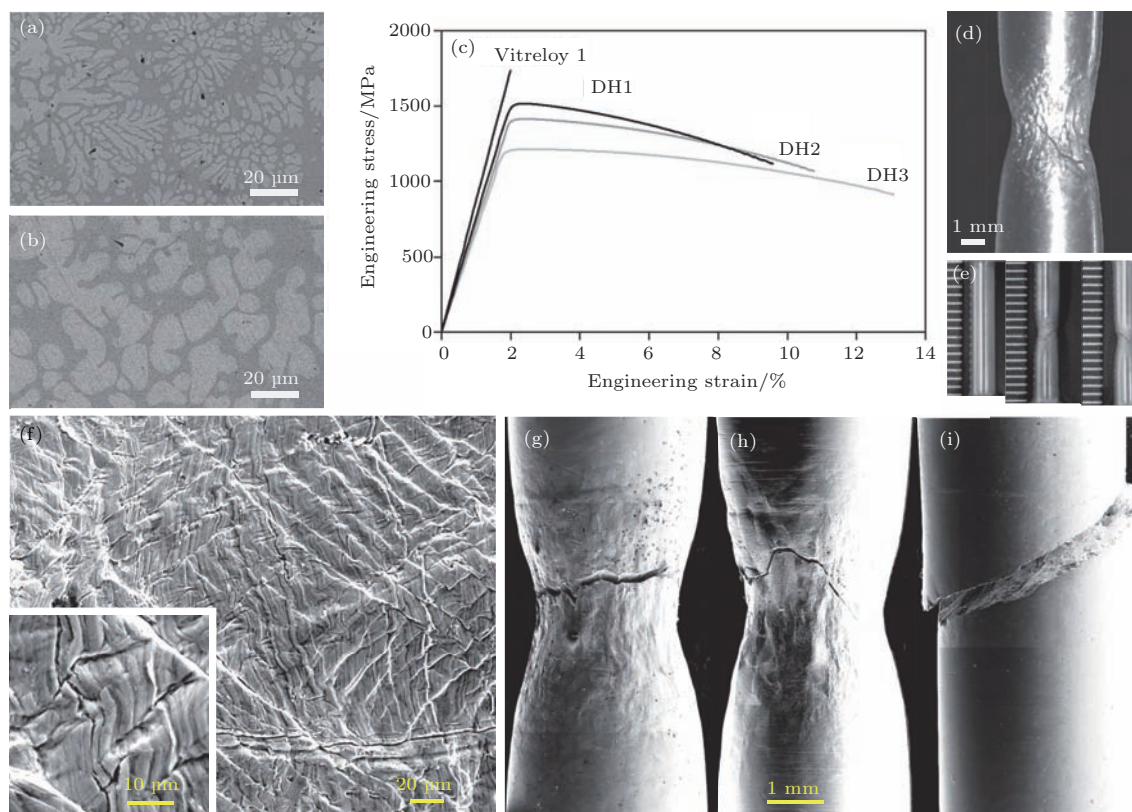 (a)
20 μm
(b)
20 μm
(c)
Engineering stress/MPa
2000
1500
1000
500
0
Vitreloy 1
DH1
DH2
DH3
0 2 4 6 8 10 12 14
Engineering strain/%
(d)
1 mm
(e)
(f)
10 μm
20 μm
(g)
(h)
1 mm
(i)